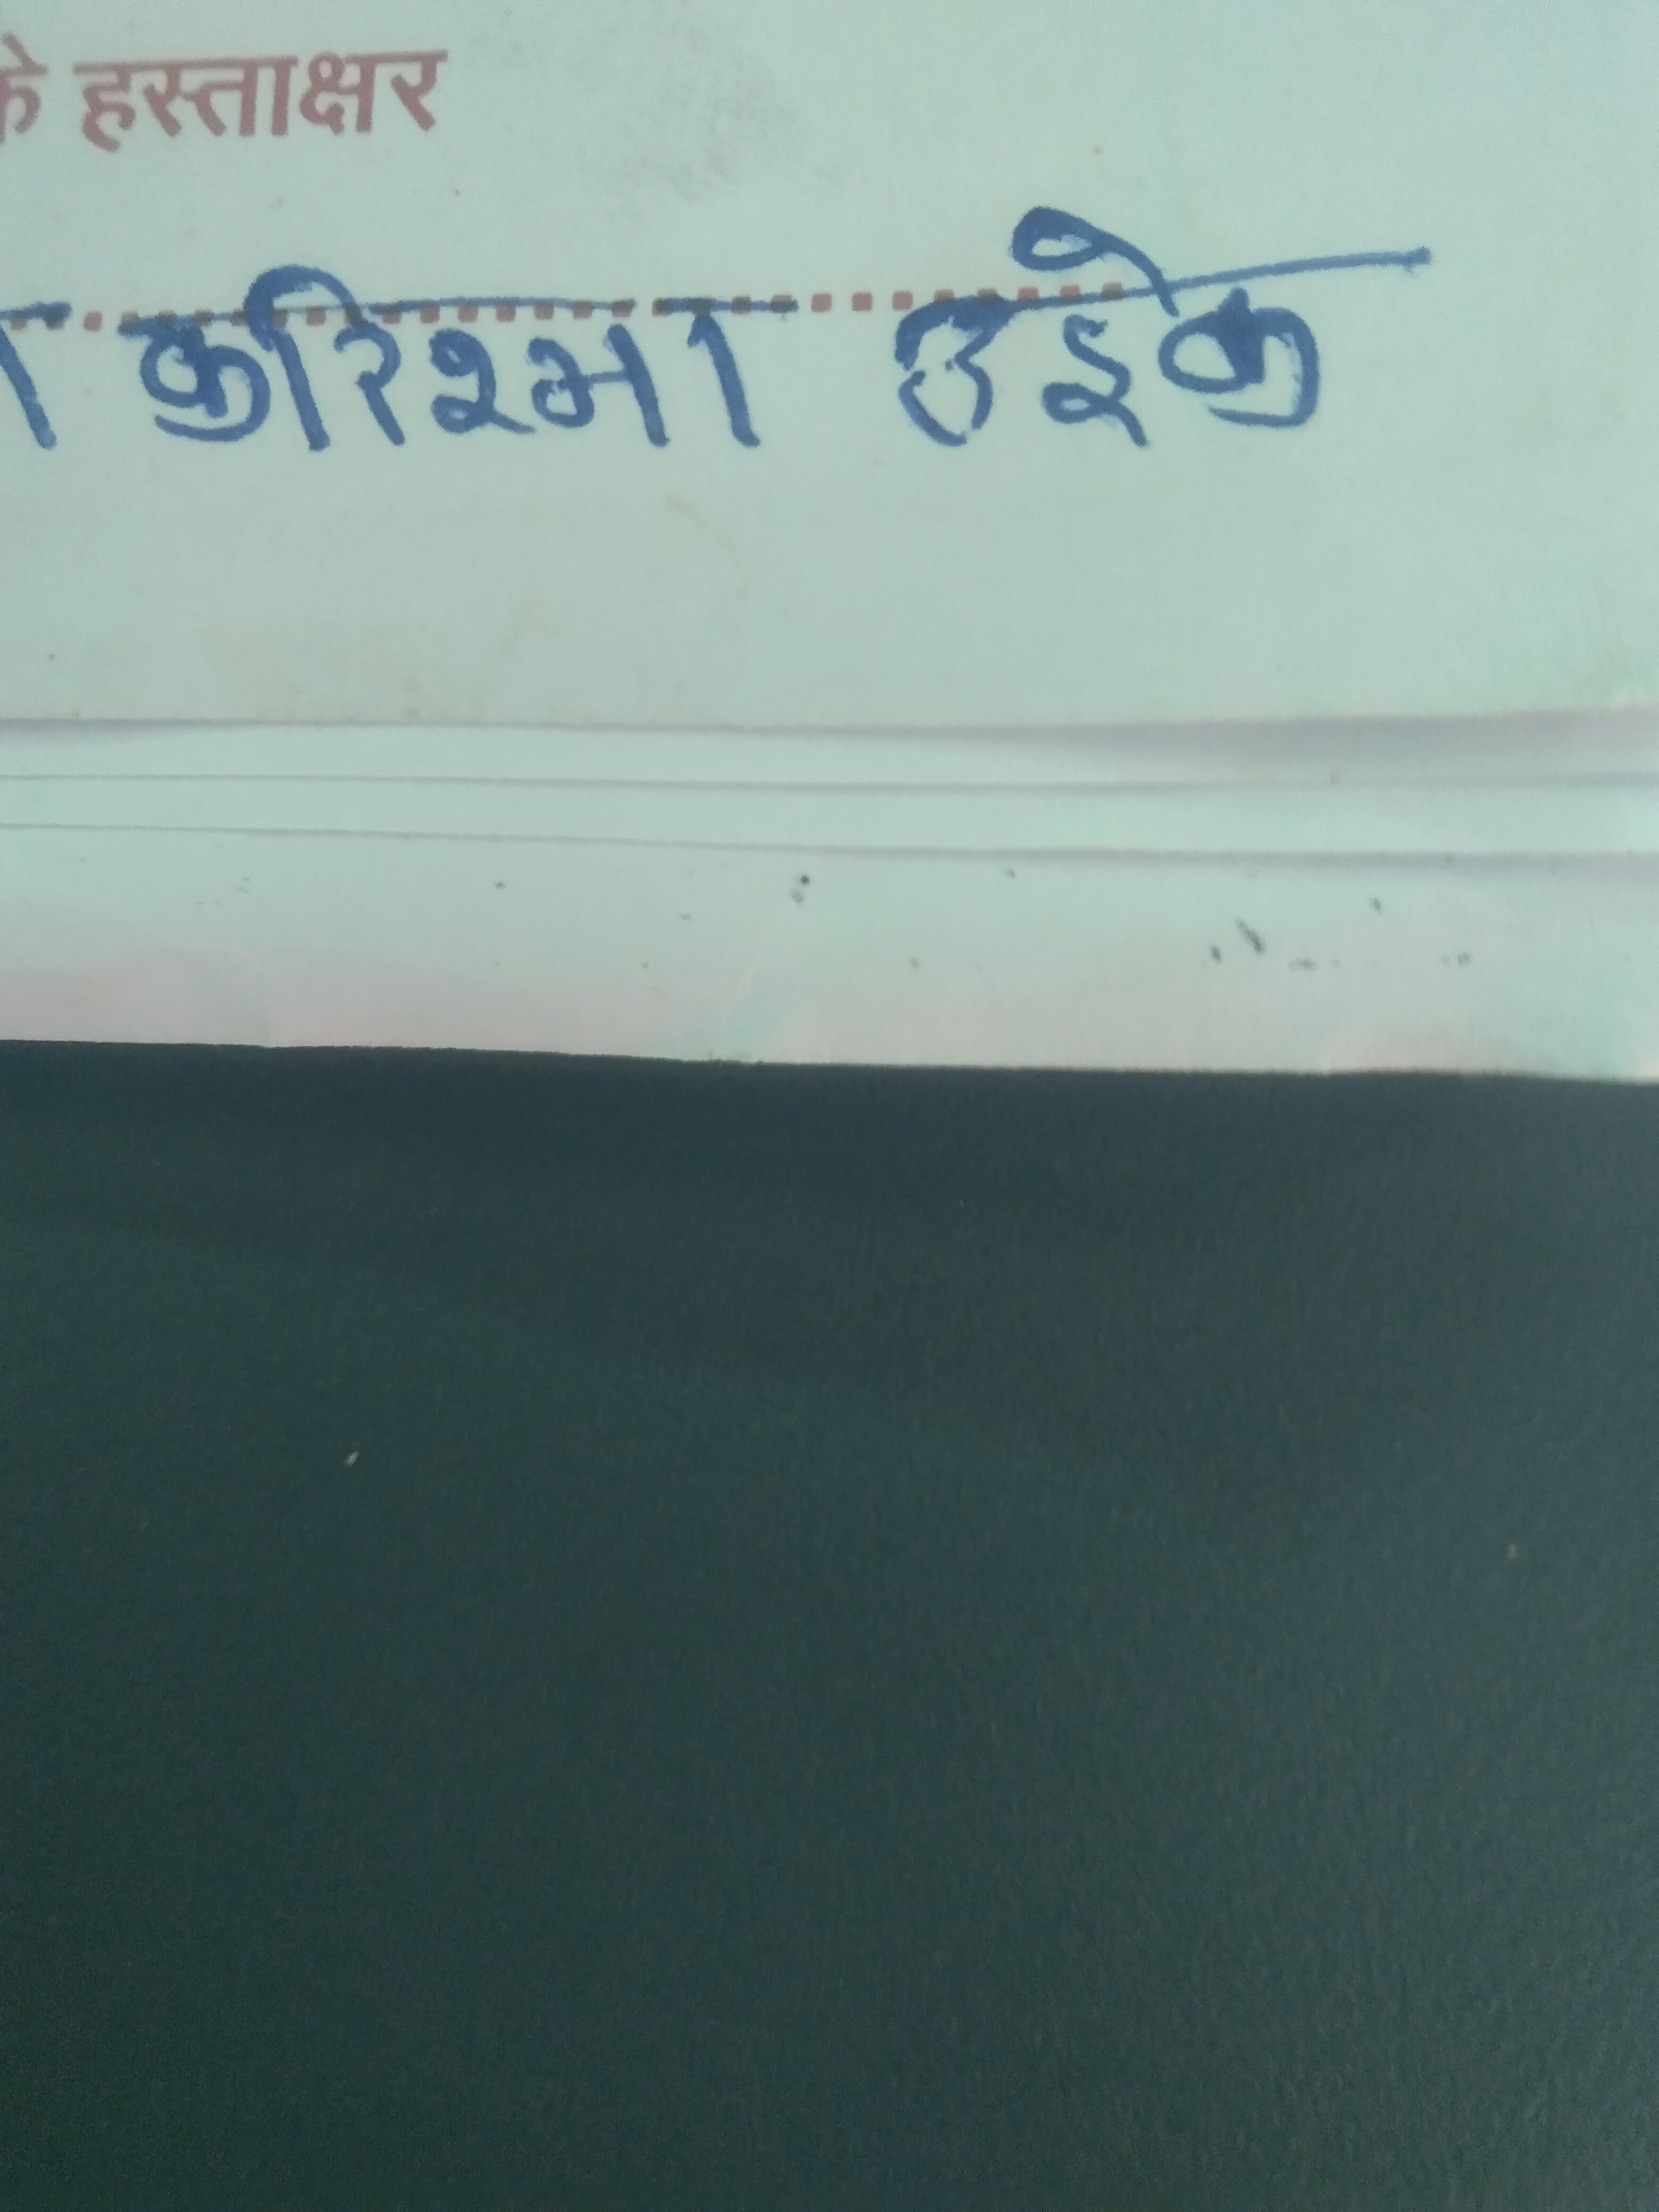 के हस्ताक्षर
करिश्मा उइके